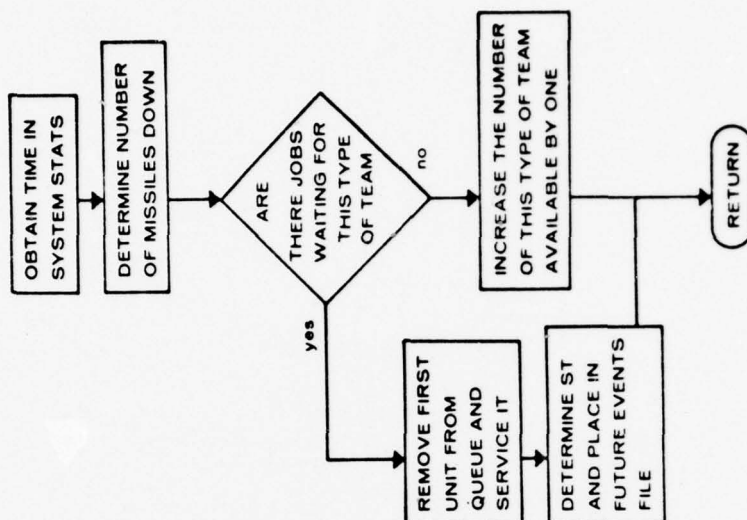 OBTAIN TIME IN
SYSTEM STATS
DETERMINE NUMBER
OF MISSILES DOWN
ARE
THERE JOBS
WAITING FOR
THIS TYPE
OF TEAM
yes
no
REMOVE FIRST
UNIT FROM
QUEUE AND
SERVICE IT
DETERMINE ST
AND PLACE IN
FUTURE EVENTS
FILE
INCREASE THE NUMBER
OF THIS TYPE OF TEAM
AVAILABLE BY ONE
RETURN